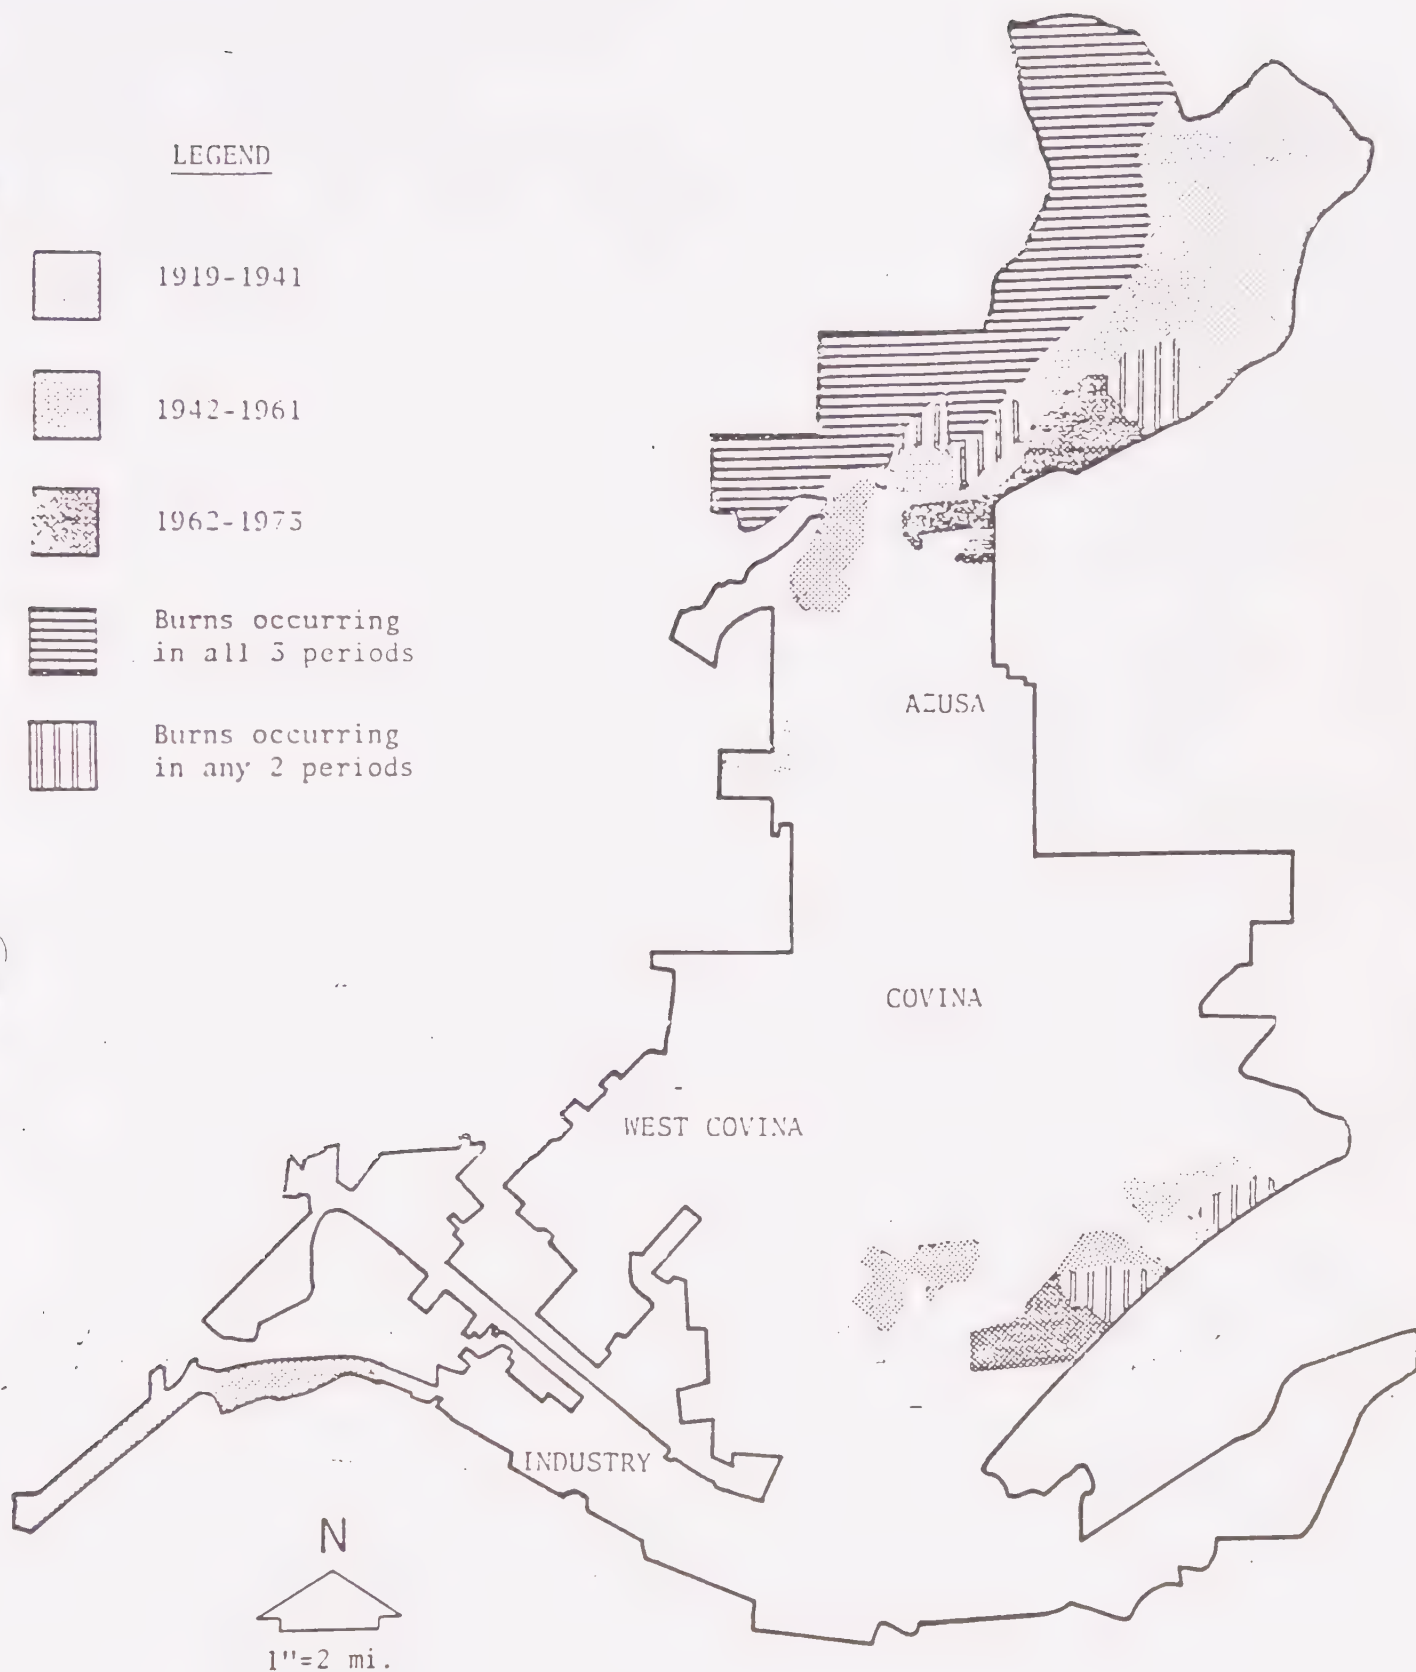 LEGEND
1919-1941
1942-1961
1962-1973
Burns occurring
in all 3 periods
Burns occurring
in any 2 periods
AZUSA
COVINA
WEST COVINA
INDUSTRY
N
1"=2 mi.